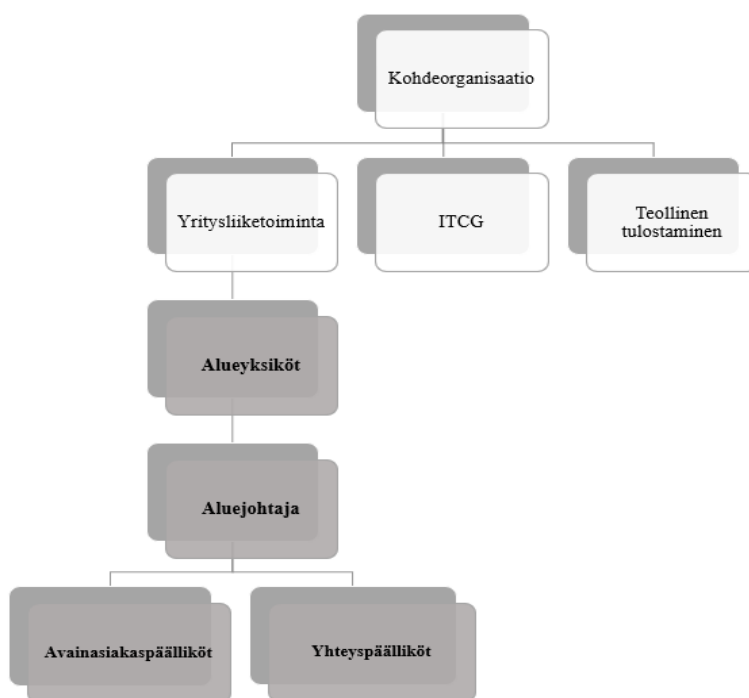 Kohdeorganisaatio
Yritysliiketoiminta
ITCG
Teollinen
tulostaminen
Alueyksiköt
Aluejohtaja
Avainasiakaspäälliköt
Yhteyspäälliköt